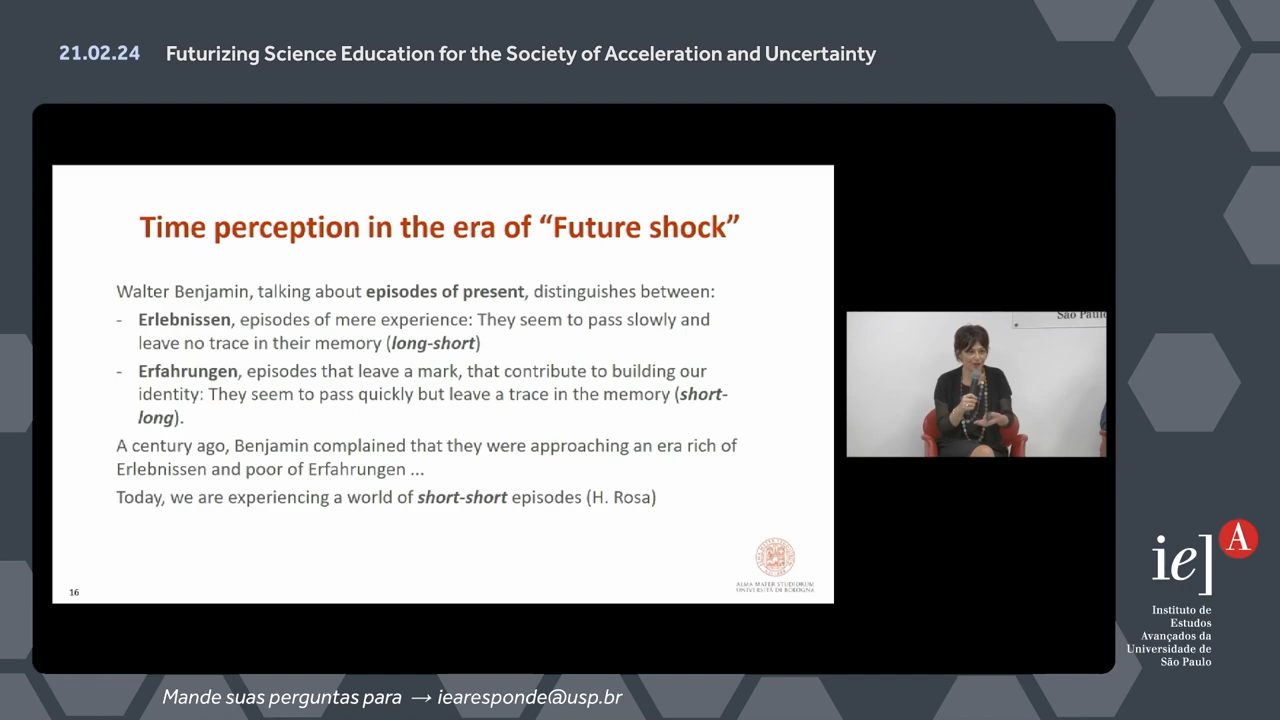 21.02.24 Futurizing Science Education for the Society of Acceleration and Uncertainty
Time perception in the era of “Future shock”
Walter Benjamin, talking about episodes of present, distinguishes between:
- Erlebnissen, episodes of mere experience: They seem to pass slowly and
leave no trace in their memory (long-short)
- Erfahrungen, episodes that leave a mark, that contribute to building our
identity: They seem to pass quickly but leave a trace in the memory (short-
long).
A century ago, Benjamin complained that they were approaching an era rich of
Erlebnissen and poor of Erfahrungen ...
Today, we are experiencing a world of short-short episodes (H. Rosa)
ALMA MATER STUDIORUM
UNIVERSITÀ DI BOLOGNA
16
São Paulo
ie] A
Instituto de
Estudos
Avançados da
Universidade de
São Paulo
Mande suas perguntas para → iearesponde@usp.br